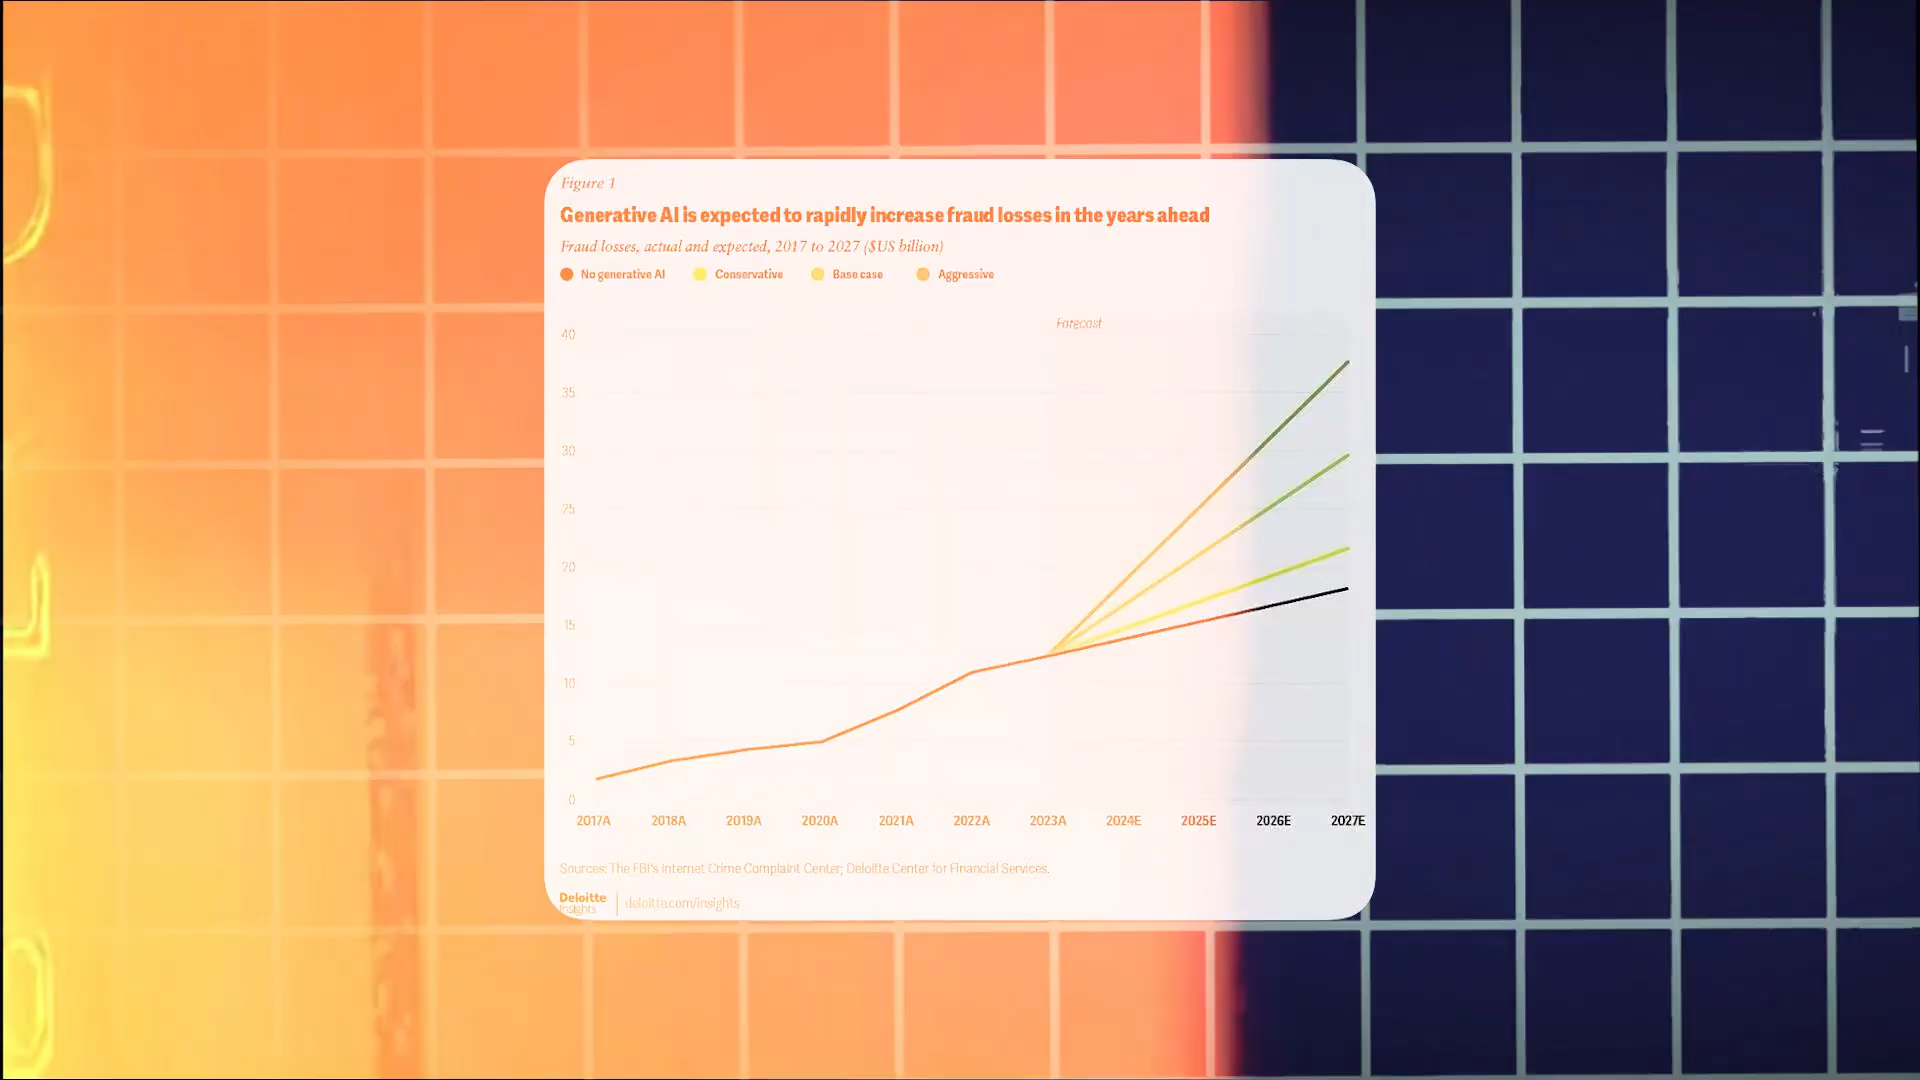 Figure 1
Generative AI is expected to rapidly increase fraud losses in the years ahead
Fraud losses, actual and expected, 2017 to 2027 ($US billion)
No generative AI Conservative Base case Aggressive
Forecast
40
35
30
25
20
15
10
5
0
2017A 2018A 2019A 2020A 2021A 2022A 2023A 2024E 2025E 2026E 2027E
Sources: The FBI's Internet Crime Complaint Center; Deloitte Center for Financial Services.
Deloitte
Insights
deloitte.com/insights